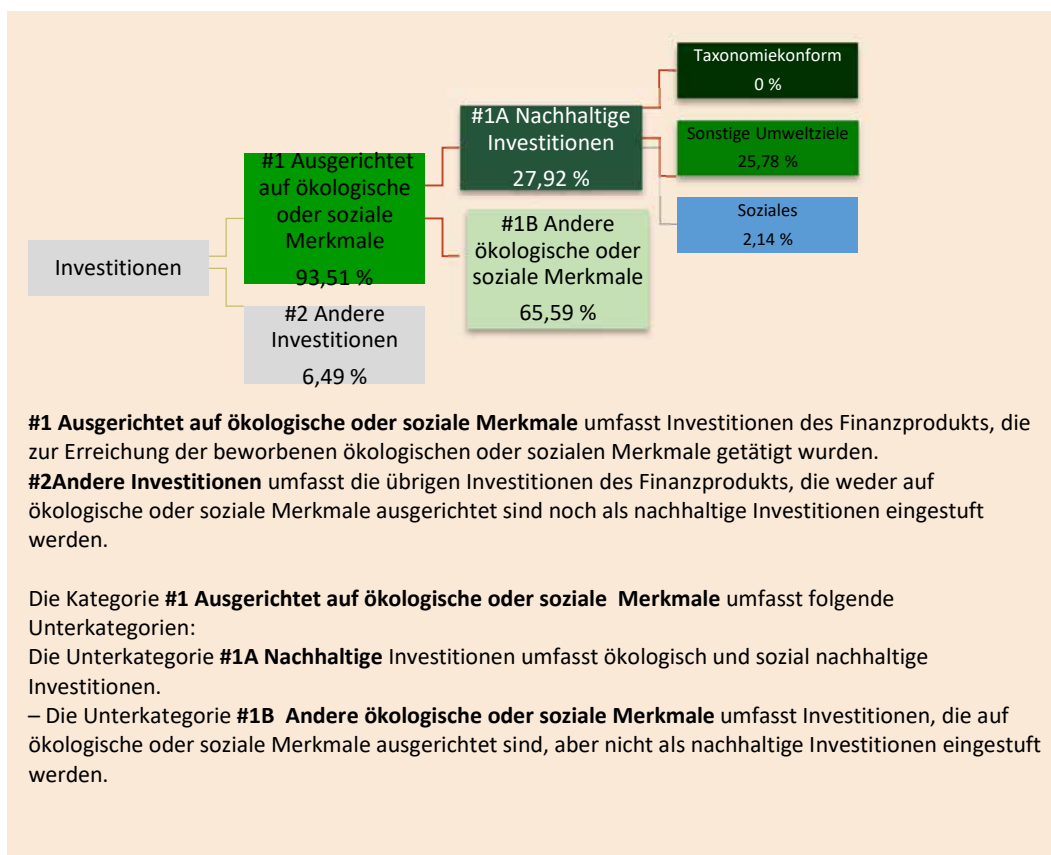 Investitionen
#1 Ausgerichtet
auf ökologische
oder soziale
Merkmale
93,51 %
#2 Andere
Investitionen
6,49 %
#1A Nachhaltige
Investitionen
27,92 %
#1B Andere
ökologische oder
soziale Merkmale
65,59 %
Taxonomiekonform
0 %
Sonstige Umweltziele
25,78 %
Soziales
2,14 %
#1 Ausgerichtet auf ökologische oder soziale Merkmale umfasst Investitionen des Finanzprodukts, die
zur Erreichung der beworbenen ökologischen oder sozialen Merkmale getätigt wurden.
#2Andere Investitionen umfasst die übrigen Investitionen des Finanzprodukts, die weder auf
ökologische oder soziale Merkmale ausgerichtet sind noch als nachhaltige Investitionen eingestuft
werden.
Die Kategorie #1 Ausgerichtet auf ökologische oder soziale Merkmale umfasst folgende
Unterkategorien:
Die Unterkategorie #1A Nachhaltige Investitionen umfasst ökologisch und sozial nachhaltige
Investitionen.
– Die Unterkategorie #1B Andere ökologische oder soziale Merkmale umfasst Investitionen, die auf
ökologische oder soziale Merkmale ausgerichtet sind, aber nicht als nachhaltige Investitionen eingestuft
werden.